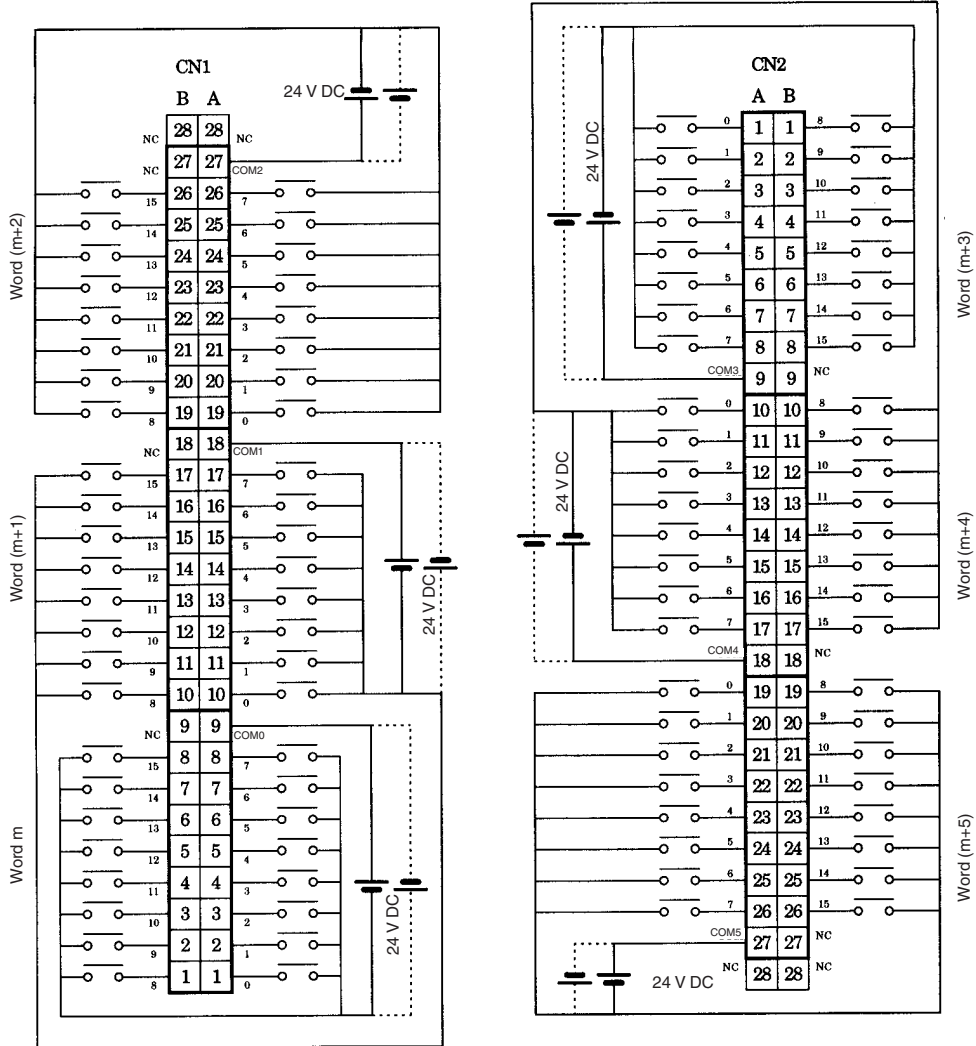 CN1
B A
24 V DC
NC 28 28 NC
NC 27 27 COM2
Word (m+2)
15 26 26 7
14 25 25 6
13 24 24 5
12 23 23 4
11 22 22 3
10 21 21 2
9 20 20 1
8 19 19 0
NC 18 18 COM1
Word (m+1)
15 17 17 7
14 16 16 6
13 15 15 5
12 14 14 4
11 13 13 3
10 12 12 2
9 11 11 1
8 10 10 0
24 V DC
NC 9 9 COM0
Word m
15 8 8 7
14 7 7 6
13 6 6 5
12 5 5 4
11 4 4 3
10 3 3 2
9 2 2 1
8 1 1 0
24 V DC
CN2
A B
24 V DC
0 1 1 8
1 2 2 9
2 3 3 10
3 4 4 11
4 5 5 12
5 6 6 13
6 7 7 14
7 8 8 15
Word (m+3)
COM3 9 9 NC
24 V DC
0 10 10 8
1 11 11 9
2 12 12 10
3 13 13 11
4 14 14 12
5 15 15 13
6 16 16 14
7 17 17 15
Word (m+4)
COM4 18 18 NC
0 19 19 8
1 20 20 9
2 21 21 10
3 22 22 11
4 23 23 12
5 24 24 13
6 25 25 14
7 26 26 15
Word (m+5)
COM5 27 27 NC
24 V DC
NC 28 28 NC